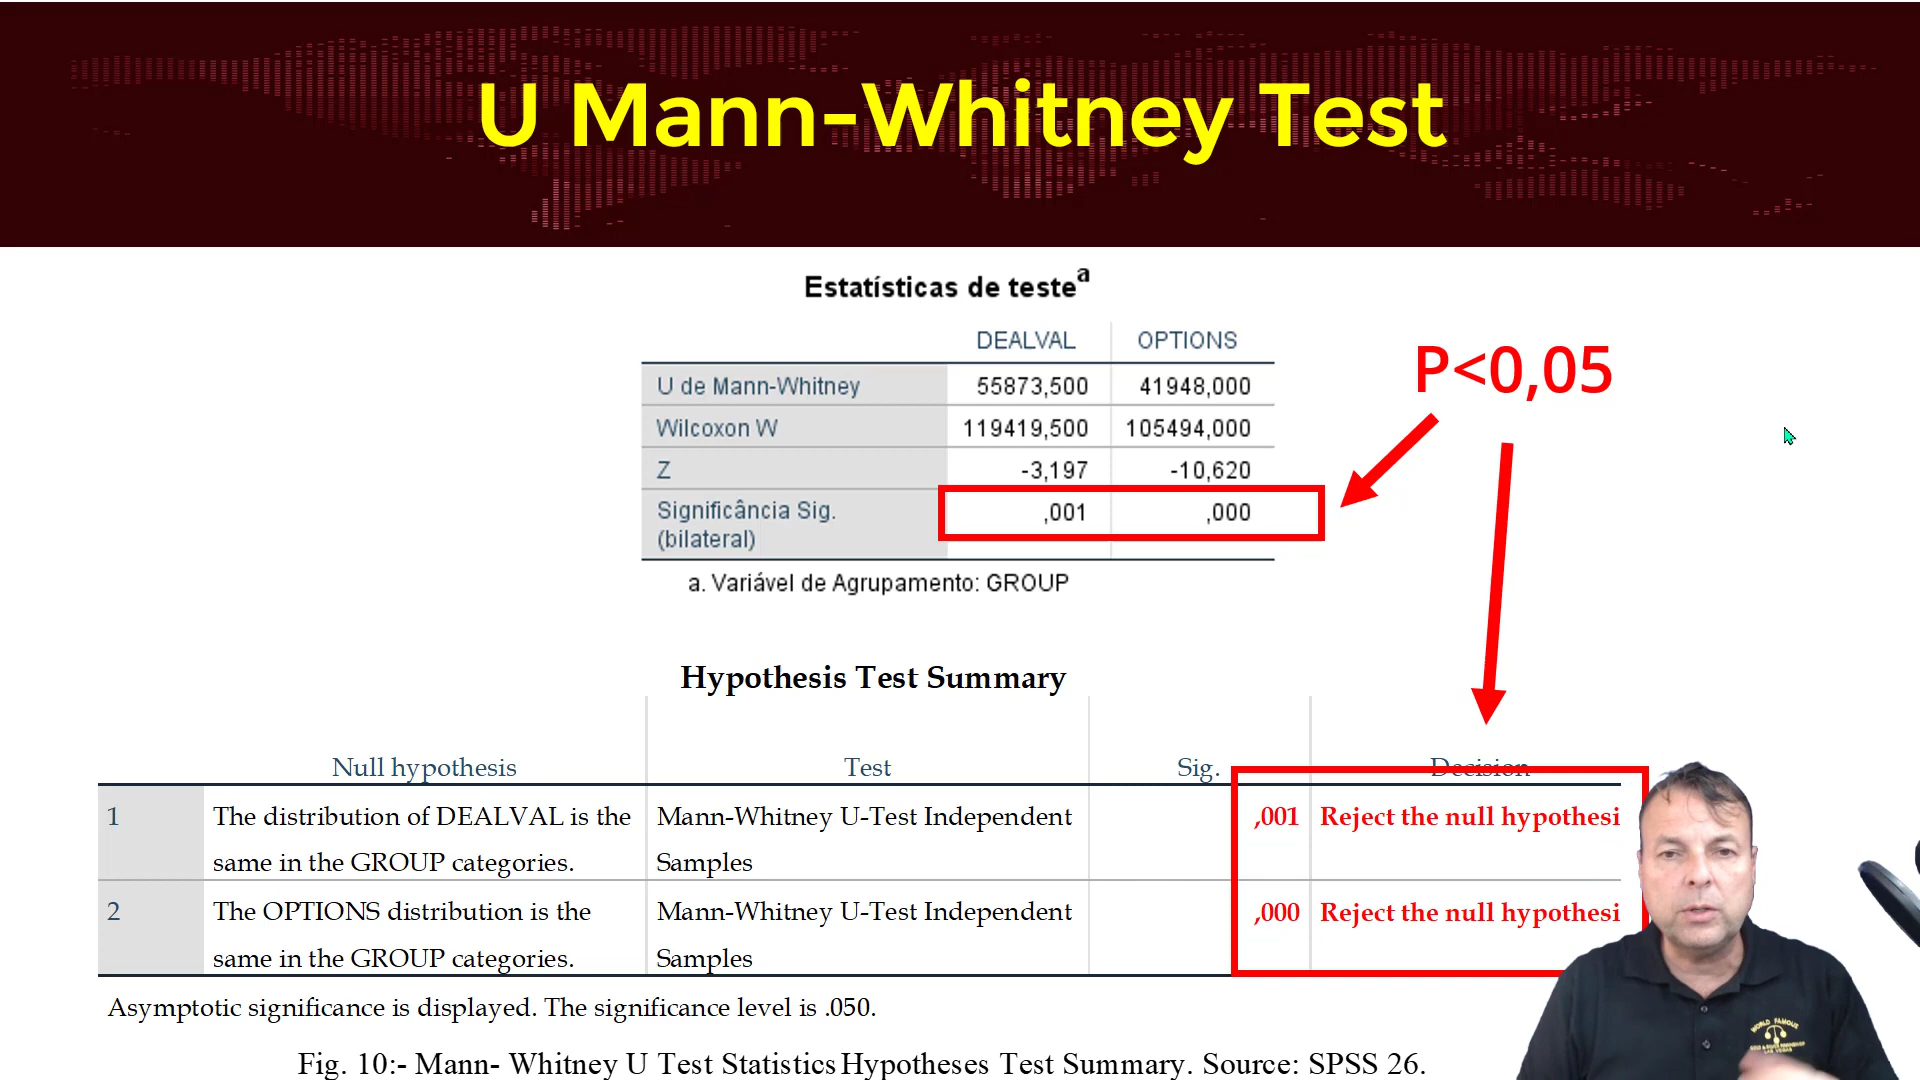 U Mann-Whitney Test
Estatísticas de teste^a
DEALVAL OPTIONS
U de Mann-Whitney 55873,500 41948,000
Wilcoxon W 119419,500 105494,000
Z -3,197 -10,620
Significância Sig. ,001 ,000
(bilateral)
a. Variável de Agrupamento: GROUP
P<0,05
Hypothesis Test Summary
Null hypothesis Test Sig. Decision
1 The distribution of DEALVAL is the Mann-Whitney U-Test Independent ,001 Reject the null hypothesi
same in the GROUP categories. Samples
2 The OPTIONS distribution is the Mann-Whitney U-Test Independent ,000 Reject the null hypothesi
same in the GROUP categories. Samples
Asymptotic significance is displayed. The significance level is .050.
Fig. 10:- Mann- Whitney U Test Statistics Hypotheses Test Summary. Source: SPSS 26.
WORLD FAMOUS
LAS VEGAS